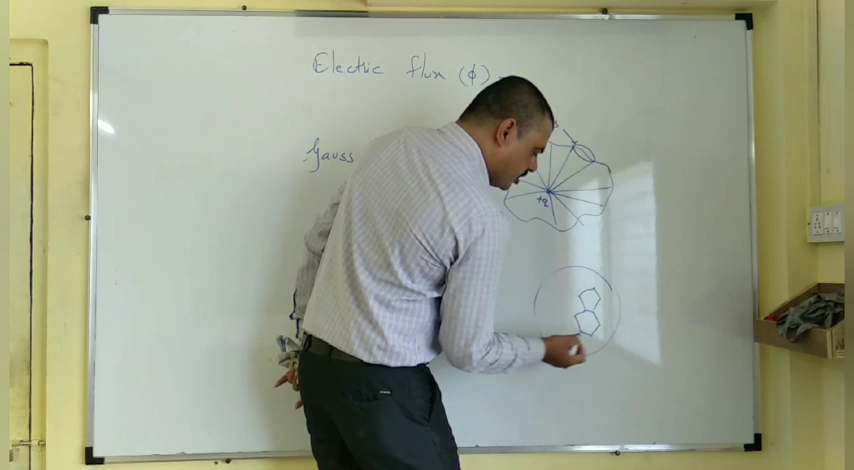 Electric flux (φ)
Gauss
+q